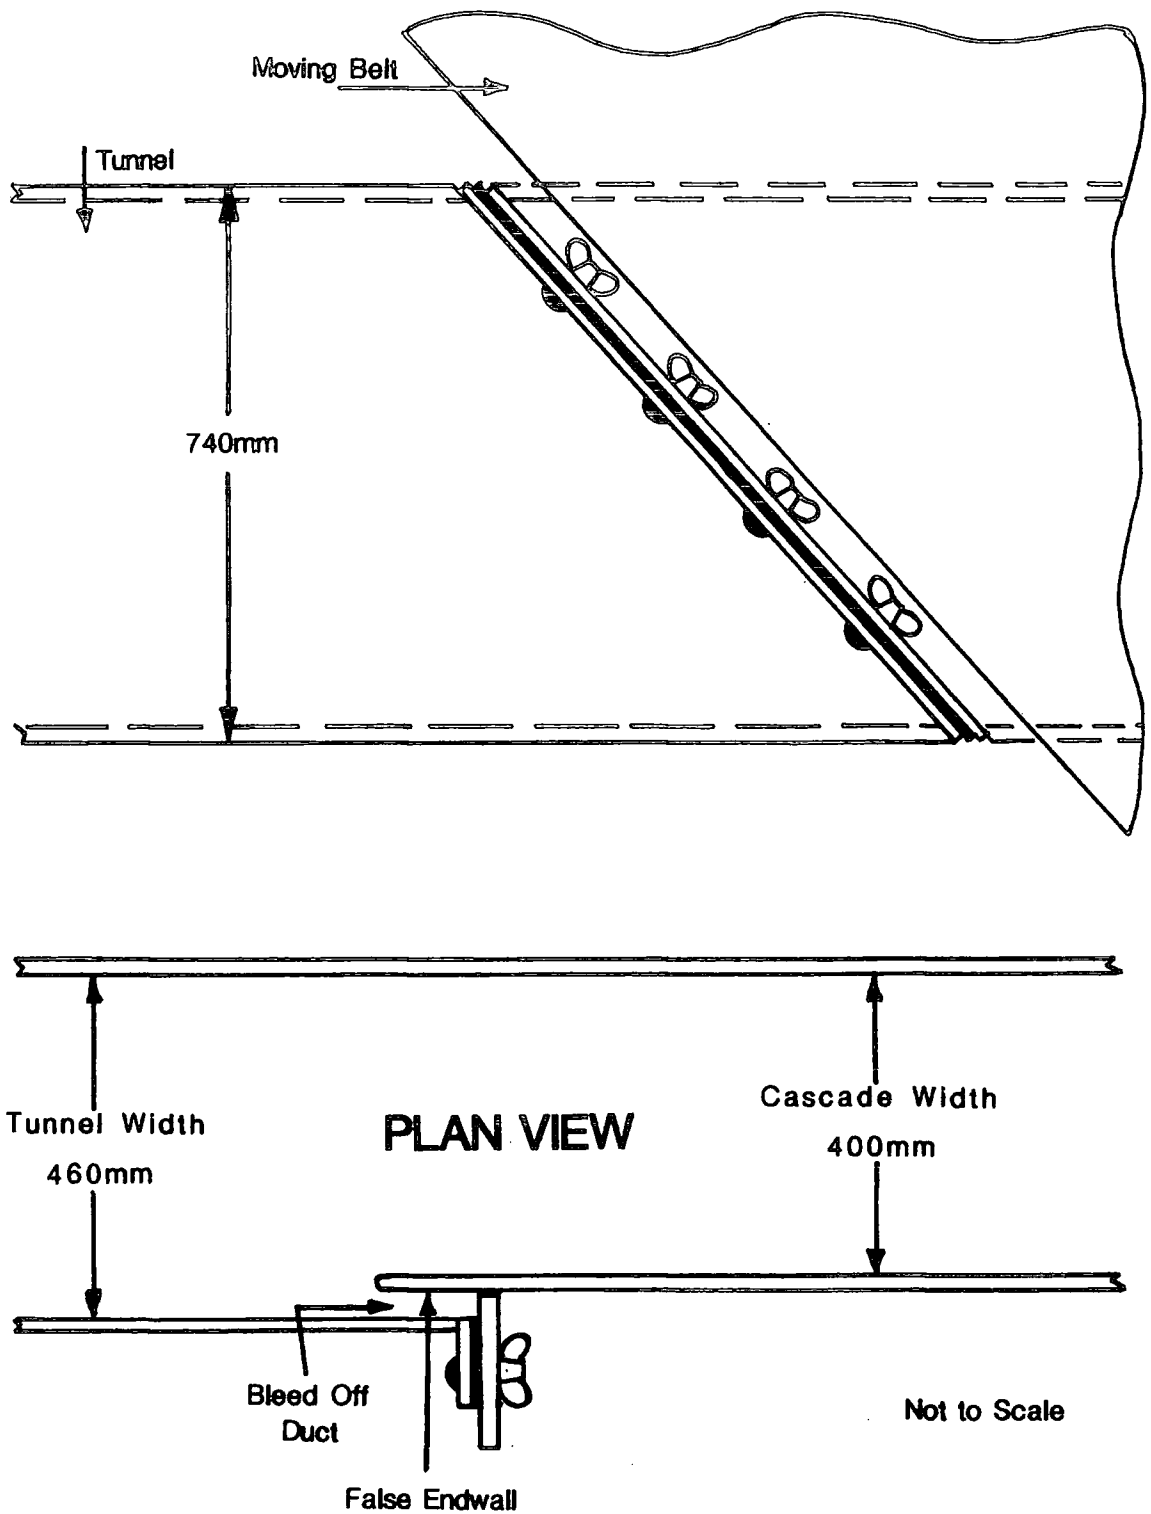 Moving Belt
Tunnel
740mm
Tunnel Width
460mm
PLAN VIEW
Cascade Width
400mm
Bleed Off
Duct
False Endwall
Not to Scale